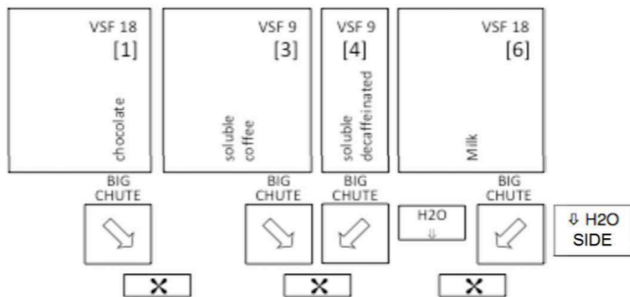 VSF 18
[1]
chocolate
VSF 9
[3]
soluble
coffee
VSF 9
[4]
soluble
decaffeinated
VSF 18
[6]
Milk
BIG
CHUTE
BIG
CHUTE
BIG
CHUTE
H2O
⇩
BIG
CHUTE
⇩ H2O
SIDE